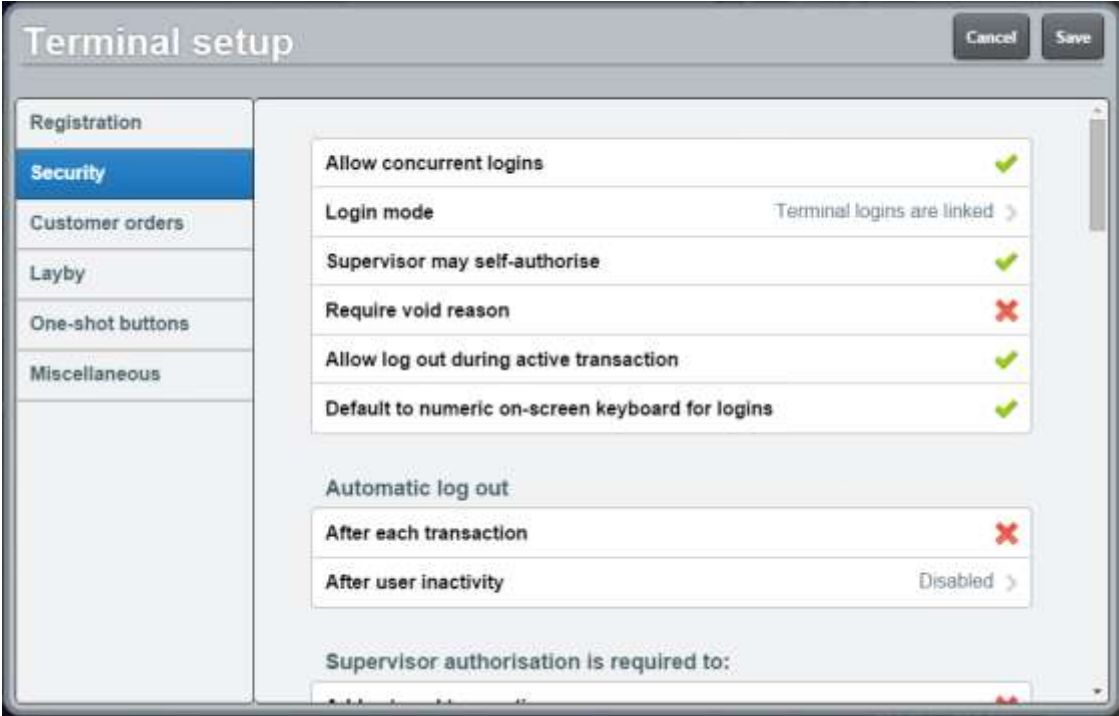 Terminal setup
Cancel
Save
Registration
Security
Customer orders
Layby
One-shot buttons
Miscellaneous
Allow concurrent logins
Login mode Terminal logins are linked
Supervisor may self-authorise
Require void reason
Allow log out during active transaction
Default to numeric on-screen keyboard for logins
Automatic log out
After each transaction
After user inactivity Disabled
Supervisor authorisation is required to: